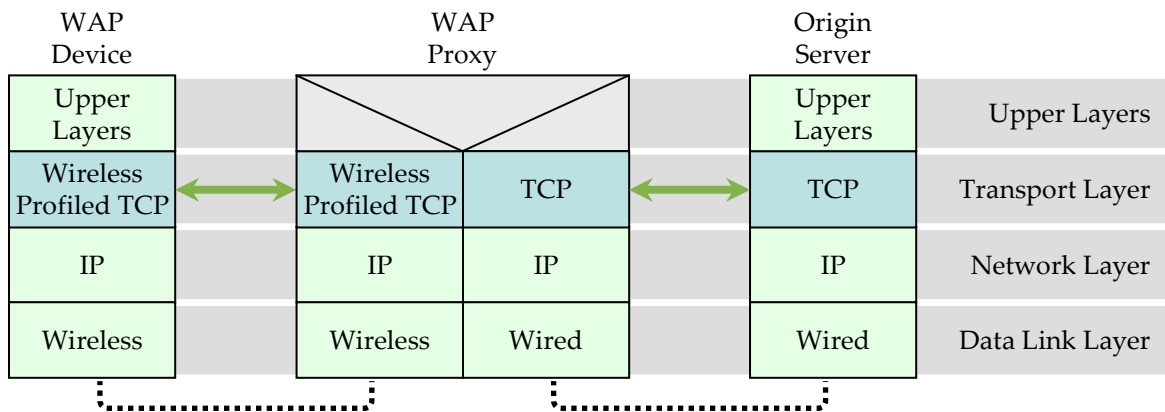 WAP
Device
WAP
Proxy
Origin
Server
Upper
Layers
Upper
Layers
Upper Layers
Wireless
Profiled TCP
Wireless
Profiled TCP
TCP
TCP
Transport Layer
IP
IP
IP
IP
Network Layer
Wireless
Wireless
Wired
Wired
Data Link Layer